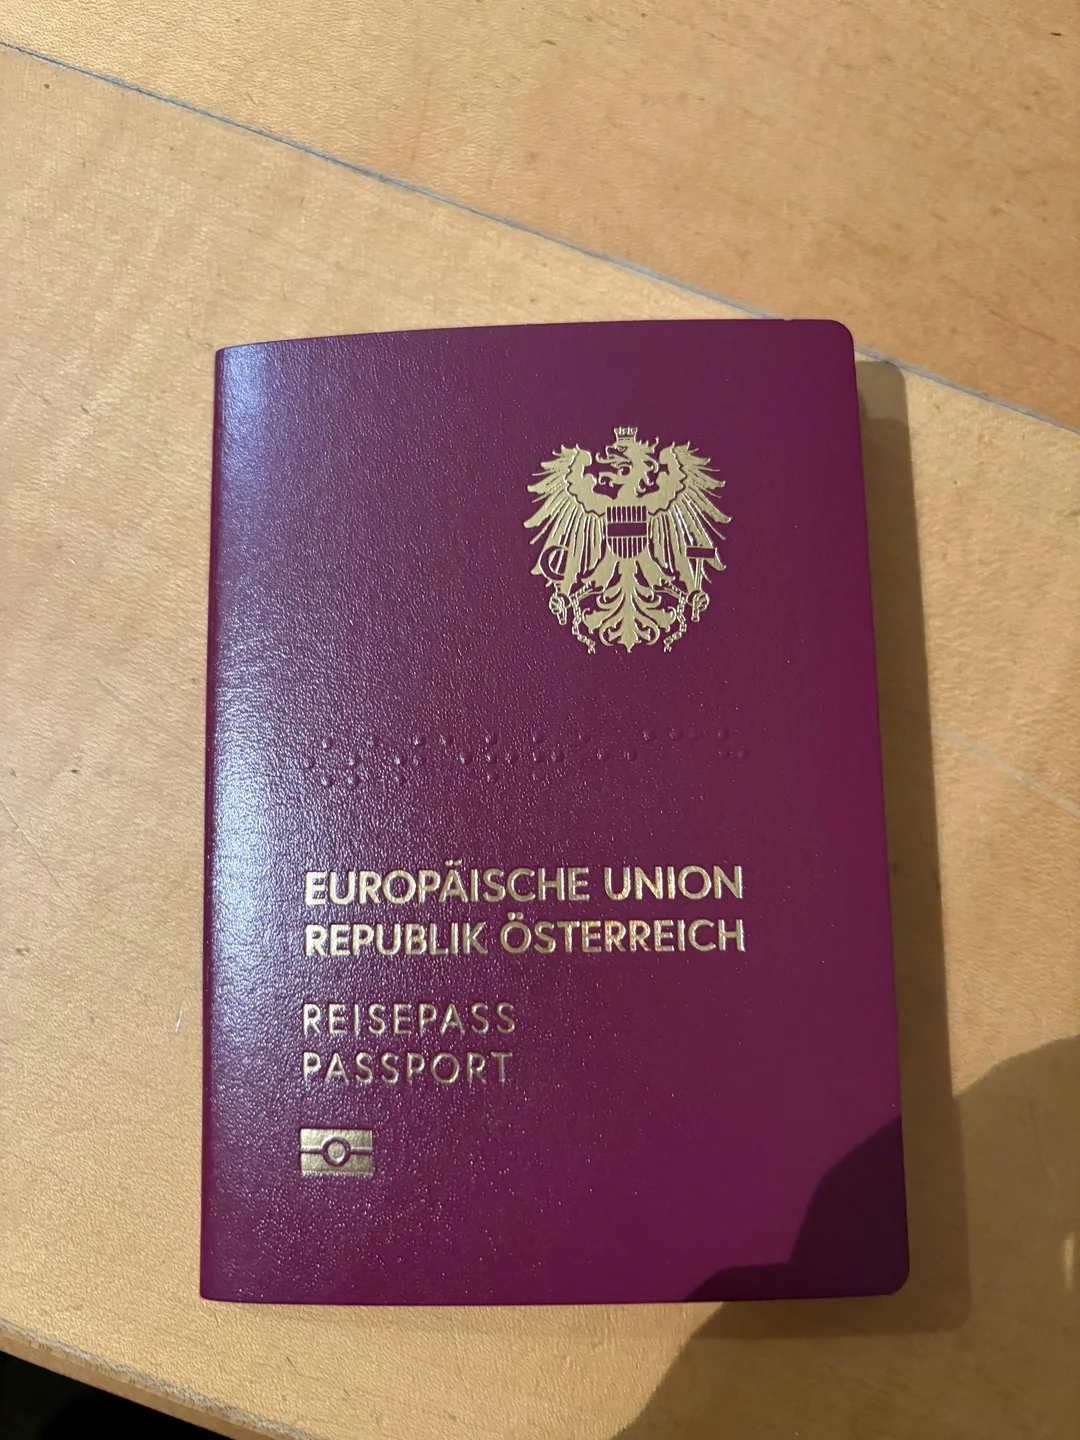 EUROPÄISCHE UNION
REPUBLIK ÖSTERREICH
REISEPASS
PASSPORT